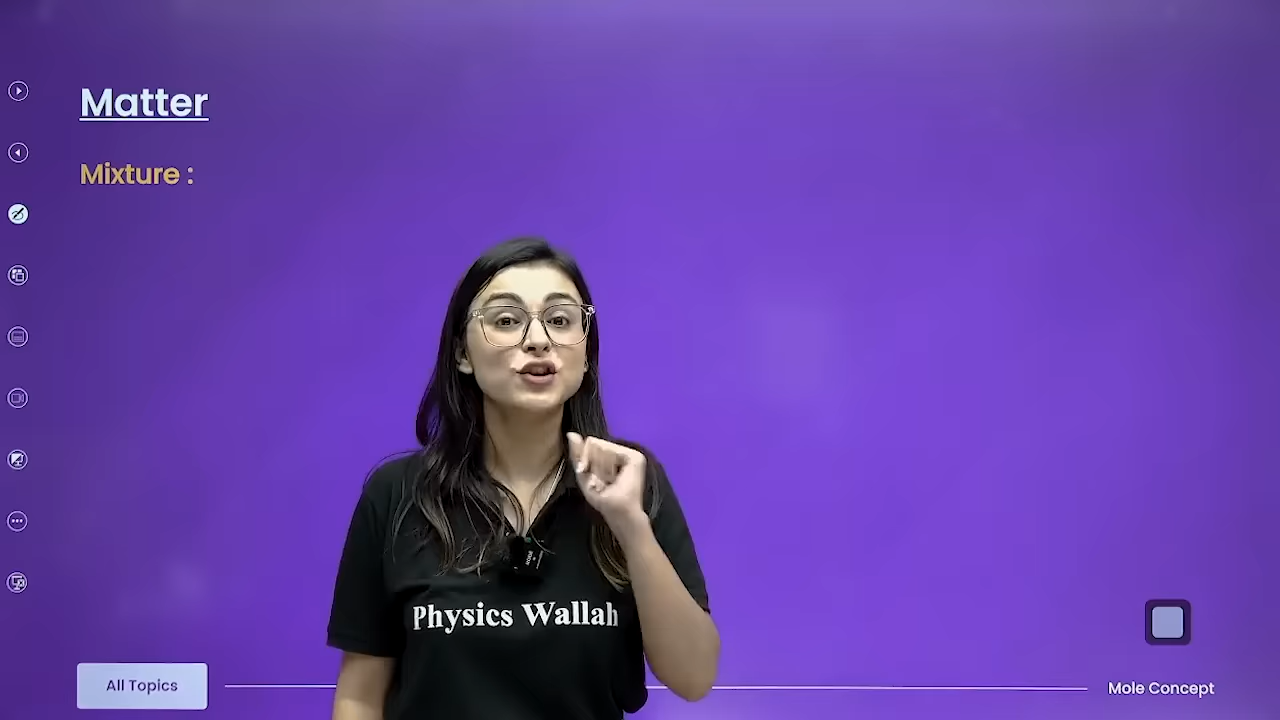 Matter
Mixture :
Physics Wallah
All Topics
Mole Concept